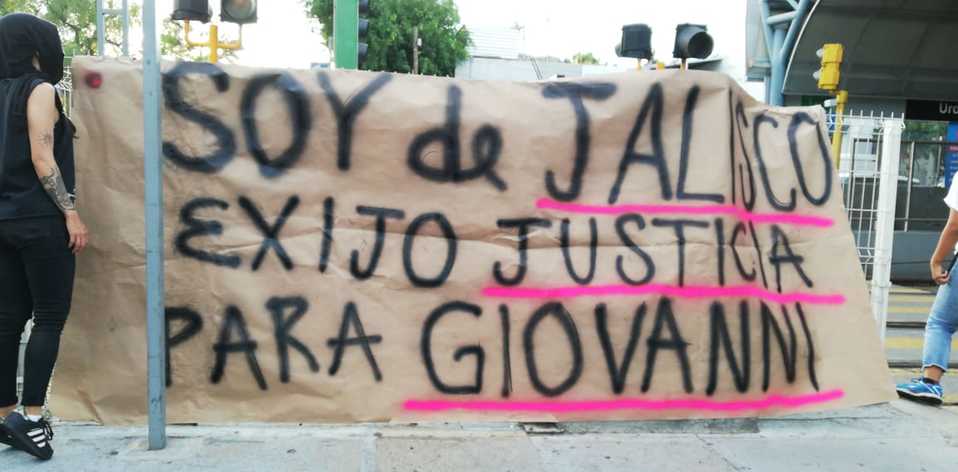 SOY de JALISCO
EXIJO JUSTICIA
PARA GIOVANNI